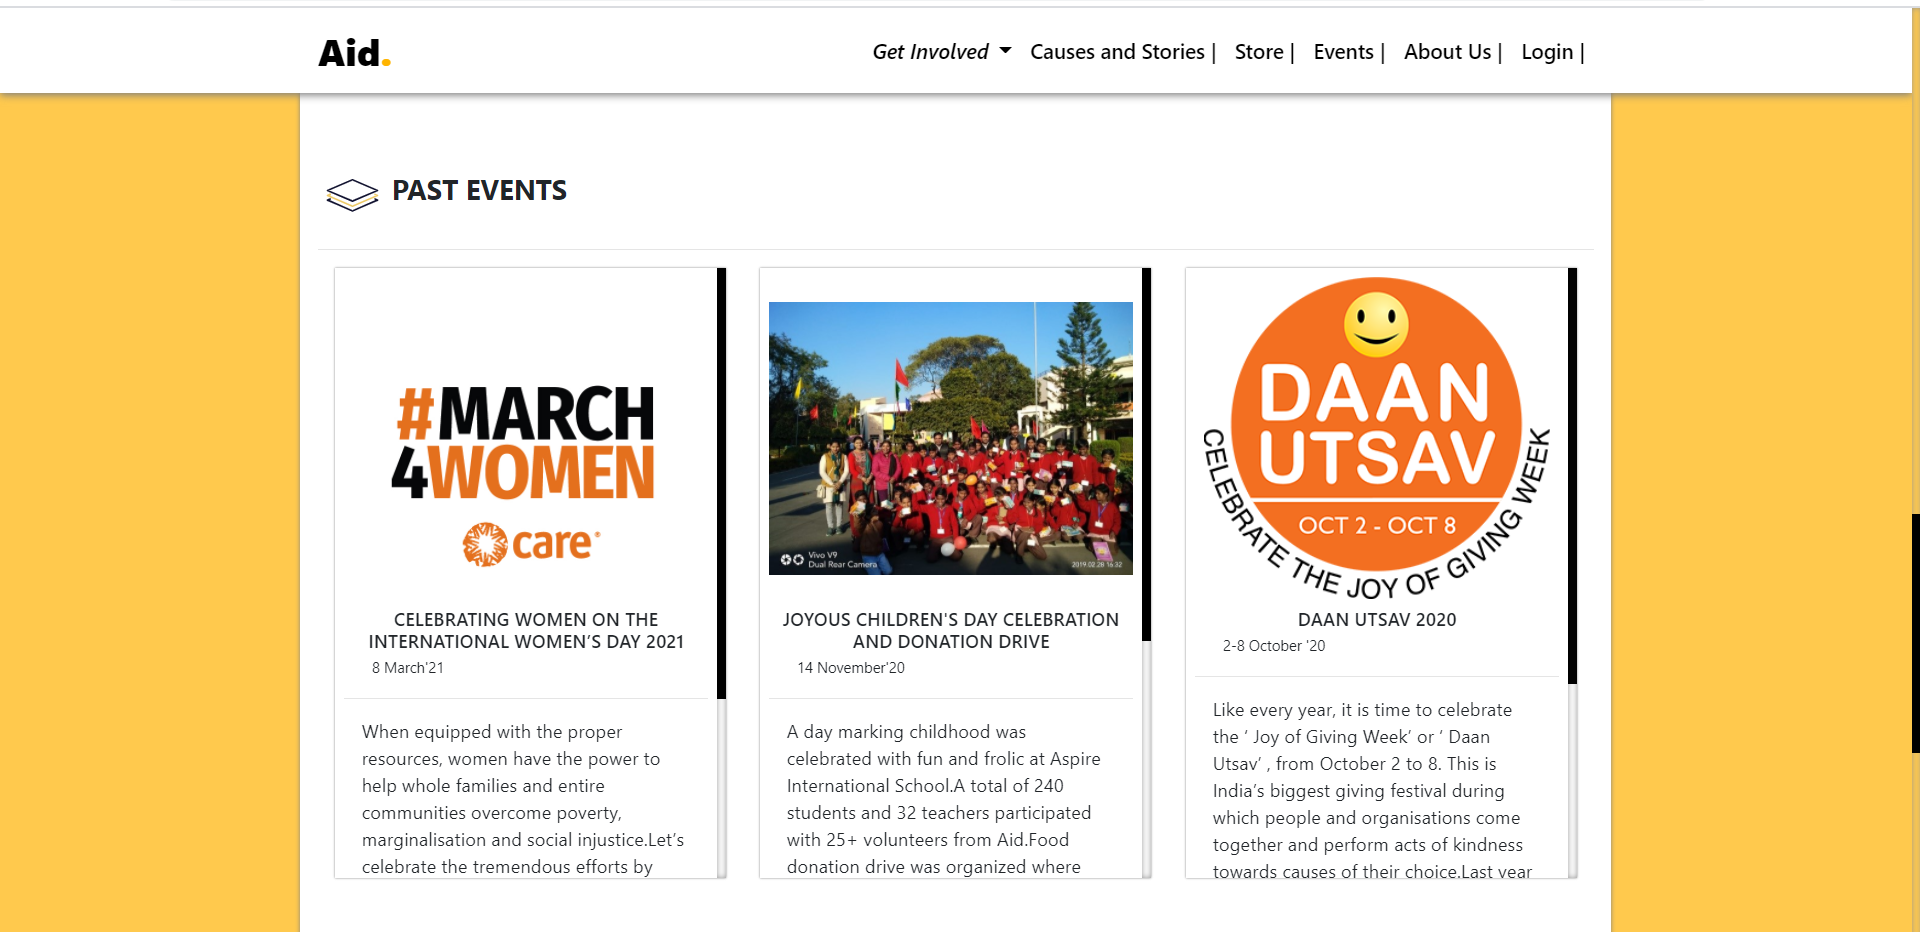 Aid.
Get Involved
Causes and Stories |
Store |
Events |
About Us |
Login |
PAST EVENTS
#MARCH
4WOMEN
care®
CELEBRATING WOMEN ON THE
INTERNATIONAL WOMEN’S DAY 2021
8 March'21
When equipped with the proper
resources, women have the power to
help whole families and entire
communities overcome poverty,
marginalisation and social injustice.Let’s
celebrate the tremendous efforts by
Vivo V9
Dual Rear Camera
2019.02.28 16:32
JOYOUS CHILDREN'S DAY CELEBRATION
AND DONATION DRIVE
14 November'20
A day marking childhood was
celebrated with fun and frolic at Aspire
International School.A total of 240
students and 32 teachers participated
with 25+ volunteers from Aid.Food
donation drive was organized where
DAAN
UTSAV
OCT 2 - OCT 8
CELEBRATE THE JOY OF GIVING WEEK
DAAN UTSAV 2020
2-8 October '20
Like every year, it is time to celebrate
the ‘ Joy of Giving Week’ or ‘ Daan
Utsav’ , from October 2 to 8. This is
India’s biggest giving festival during
which people and organisations come
together and perform acts of kindness
towards causes of their choice.Last year